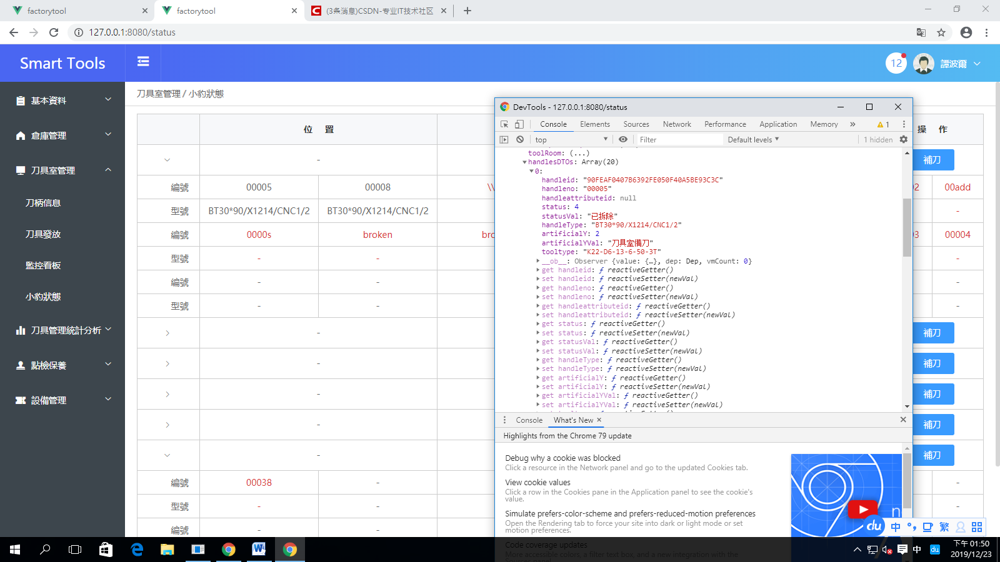 factorytool
factorytool
(3条消息)CSDN-专业IT技术社区
127.0.0.1:8080/status
Smart Tools
12
譚波爾
基本資料
倉庫管理
刀具室管理
刀柄信息
刀具發放
監控看板
小豹狀態
刀具管理統計分析
點檢保養
設備管理
刀具室管理 / 小豹狀態
位 置
操 作
-
補刀
編號 00005 00008 00add
型號 BT30*90/X1214/CNC1/2 BT30*90/X1214/CNC1/2 -
編號 0000s broken 00004
型號 - - -
編號 - - -
型號 - - -
- 補刀
- 補刀
- 補刀
- 補刀
- 補刀
編號 00038 - -
型號 - - -
編號 - - -
DevTools - 127.0.0.1:8080/status
Console Elements Sources Network Performance Application Memory » 1
top Filter Default levels 1 hidden
toolRoom: (...)
handlesDTOs: Array(20)
0:
handleid: "90FEAF0407B6392FE050F40A5BE93C3C"
handleno: "00005"
handleattributeid: null
status: 4
statusVal: "已拆除"
handleType: "BT30*90/X1214/CNC1/2"
artificialY: 2
artificialYVal: "刀具室備刀"
tooltype: "K22-D6-13-6-50-3T"
__ob__: Observer {value: {…}, dep: Dep, vmCount: 0}
get handleid: ƒ reactiveGetter()
set handleid: ƒ reactiveSetter(newVal)
get handleno: ƒ reactiveGetter()
set handleno: ƒ reactiveSetter(newVal)
get handleattributeid: ƒ reactiveGetter()
set handleattributeid: ƒ reactiveSetter(newVal)
get status: ƒ reactiveGetter()
set status: ƒ reactiveSetter(newVal)
get statusVal: ƒ reactiveGetter()
set statusVal: ƒ reactiveSetter(newVal)
get handleType: ƒ reactiveGetter()
set handleType: ƒ reactiveSetter(newVal)
get artificialY: ƒ reactiveGetter()
set artificialY: ƒ reactiveSetter(newVal)
get artificialYVal: ƒ reactiveGetter()
set artificialYVal: ƒ reactiveSetter(newVal)
Console What's New
Highlights from the Chrome 79 update
Debug why a cookie was blocked
Click a resource in the Network panel and go to the updated Cookies tab.
View cookie values
Click a row in the Cookies pane in the Application panel to see the cookie's
value.
Simulate prefers-color-scheme and prefers-reduced-motion preferences
Open the Rendering tab to force your site into dark or light mode or set
motion preferences.
Code coverage updates
More accessible colors, a filter text box, and a new integration with the
du 中 繁
中 du
下午 01:50
2019/12/23